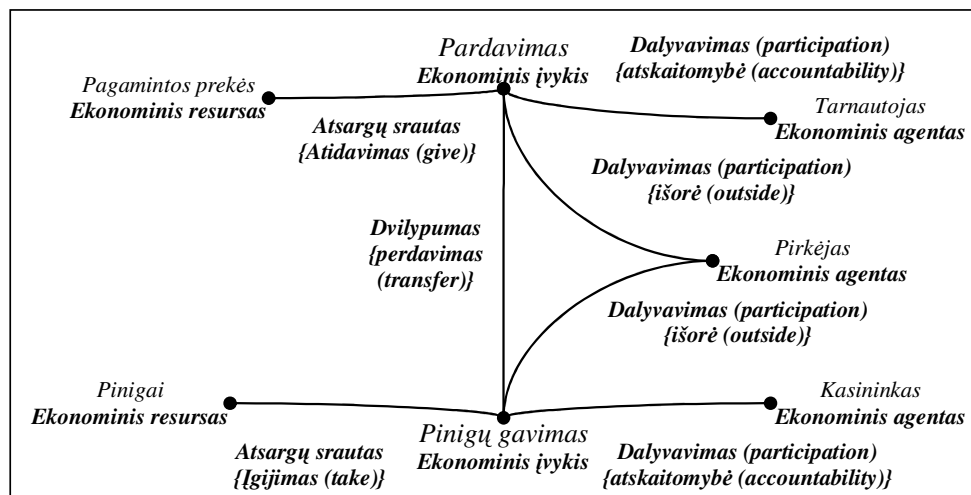 Pardavimas
Ekonominis įvykis
Dalyvavimas (participation)
{atskaitomybė (accountability)}
Pagamintos prekės
Ekonominis resursas
Tarnautojas
Ekonominis agentas
Atsargų srautas
{Atidavimas (give)}
Dalyvavimas (participation)
{išorė (outside)}
Dvilypumas
{perdavimas
(transfer)}
Pirkėjas
Ekonominis agentas
Dalyvavimas (participation)
{išorė (outside)}
Pinigai
Ekonominis resursas
Kasininkas
Ekonominis agentas
Pinigų gavimas
Ekonominis įvykis
Atsargų srautas
{Įgijimas (take)}
Dalyvavimas (participation)
{atskaitomybė (accountability)}